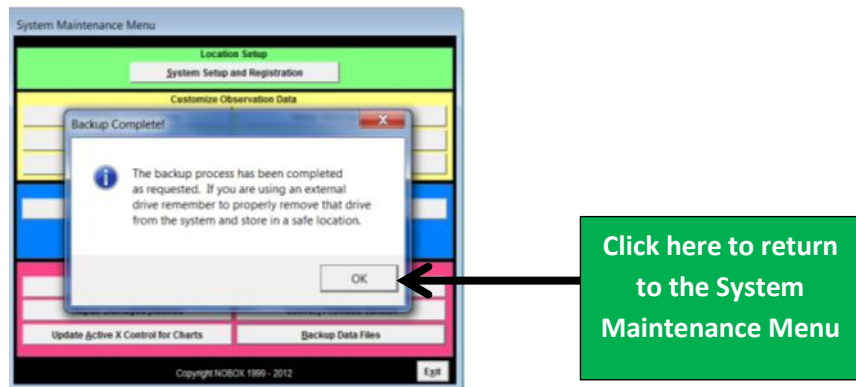 System Maintenance Menu
Location Setup
System Setup and Registration
Customize Observation Data
Backup Complete!
The backup process has been completed
as requested. If you are using an external
drive remember to properly remove that drive
from the system and store in a safe location.
OK
Update Active X Control for Charts
Backup Data Files
Copyright NOBOX 1999 - 2012
Exit
Click here to return
to the System
Maintenance Menu